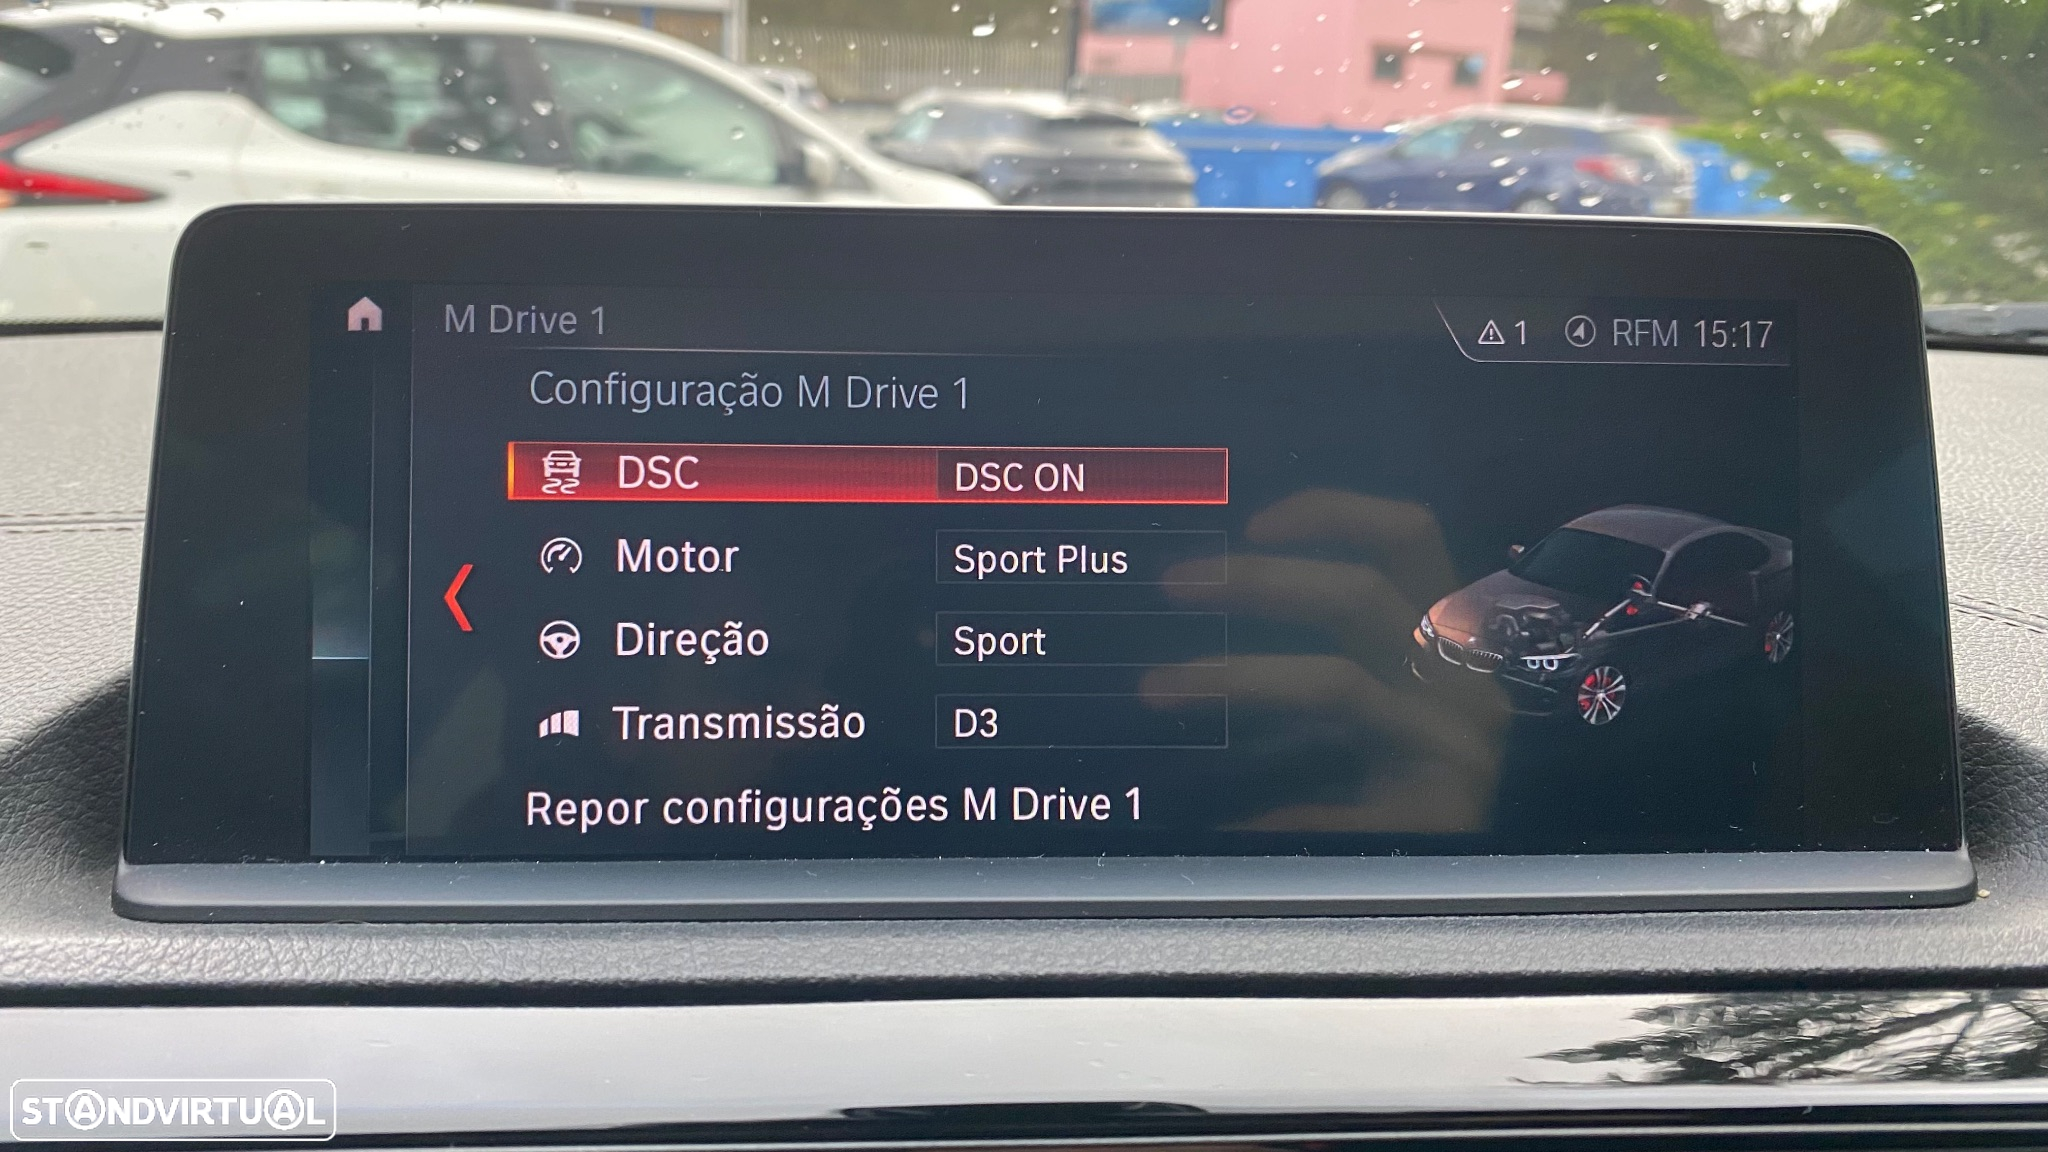 M Drive 1
1 RFM 15:17
Configuração M Drive 1
DSC DSC ON
Motor Sport Plus
Direção Sport
Transmissão D3
Repor configurações M Drive 1
STANDVIRTUAL